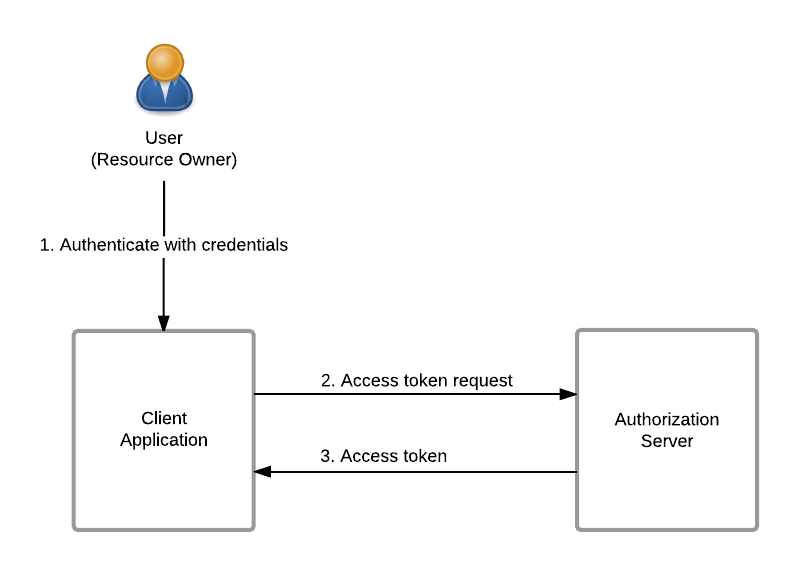 User
(Resource Owner)
1. Authenticate with credentials
2. Access token request
Client
Application
Authorization
Server
3. Access token